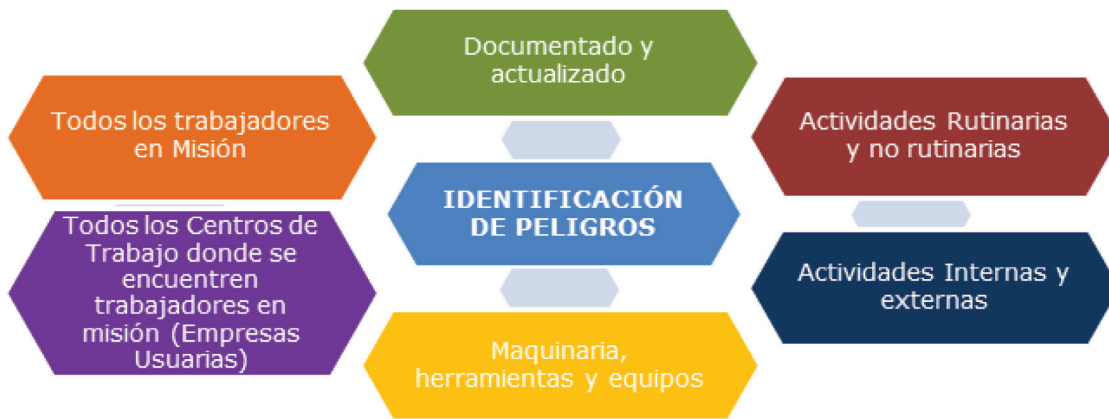 Documentado y
actualizado
Todos los trabajadores
en Misión
Actividades Rutinarias
y no rutinarias
IDENTIFICACIÓN
DE PELIGROS
Todos los Centros de
Trabajo donde se
encuentren
trabajadores en
misión (Empresas
Usuarias)
Actividades Internas y
externas
Maquinaria,
herramientas y equipos